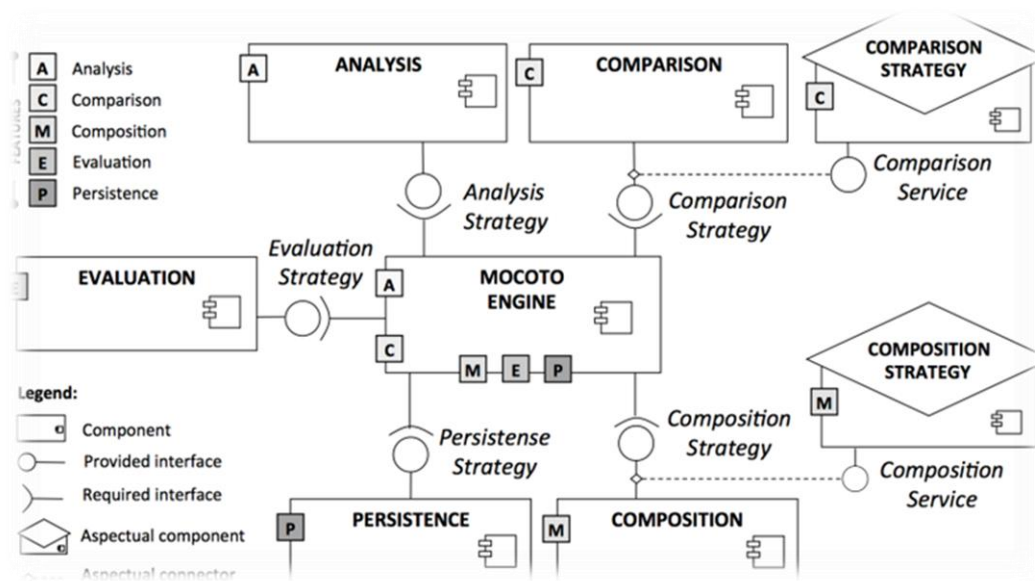 FEATURES
A Analysis
C Comparison
M Composition
E Evaluation
P Persistence
A
ANALYSIS
C
COMPARISON
COMPARISON
STRATEGY
C
Analysis
Strategy
Comparison
Strategy
Comparison
Service
Evaluation
Strategy
E
EVALUATION
A
MOCOTO
ENGINE
C
M E P
COMPOSITION
STRATEGY
M
Persistense
Strategy
Composition
Strategy
Composition
Service
Legend:
Component
Provided interface
Required interface
Aspectual component
Aspectual connector
P
PERSISTENCE
M
COMPOSITION